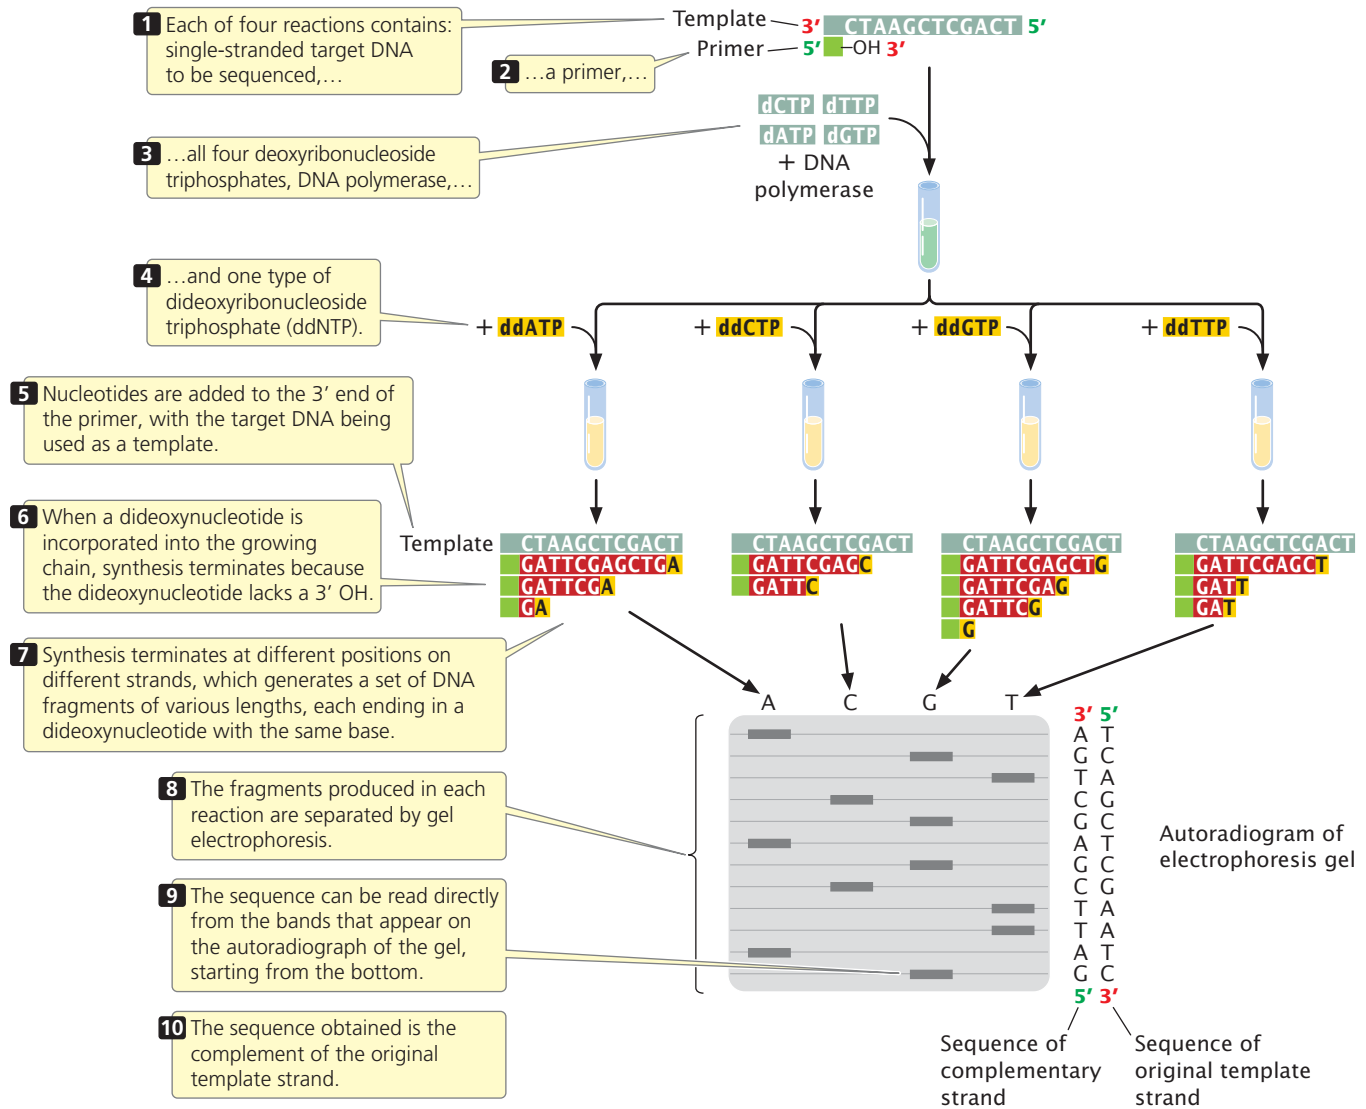 1 Each of four reactions contains:
single-stranded target DNA
to be sequenced,…
Template 3′ CTAAGCTCGACT 5′
Primer 5′ –OH 3′
2 …a primer,…
dCTP dTTP
dATP dGTP
+ DNA
polymerase
3 …all four deoxyribonucleoside
triphosphates, DNA polymerase,…
4 …and one type of
dideoxyribonucleoside
triphosphate (ddNTP).
+ ddATP + ddCTP + ddGTP + ddTTP
5 Nucleotides are added to the 3′ end of
the primer, with the target DNA being
used as a template.
6 When a dideoxynucleotide is
incorporated into the growing
chain, synthesis terminates because
the dideoxynucleotide lacks a 3′ OH.
Template CTAAGCTCGACT CTAAGCTCGACT CTAAGCTCGACT CTAAGCTCGACT
GATTCGAGCTGA GATTCGAGC GATTCGAGCTG GATTCGAGCT
GATTCGA GATTC GATTCGAG GATT
GA GATTCG GAT
G
7 Synthesis terminates at different positions on
different strands, which generates a set of DNA
fragments of various lengths, each ending in a
dideoxynucleotide with the same base.
A C G T
3′ 5′
A T
G C
T A
C G
G C
A T
G C
C G
T A
T A
A T
G C
5′ 3′
8 The fragments produced in each
reaction are separated by gel
electrophoresis.
Autoradiogram of
electrophoresis gel
9 The sequence can be read directly
from the bands that appear on
the autoradiograph of the gel,
starting from the bottom.
10 The sequence obtained is the
complement of the original
template strand.
Sequence of
complementary
strand
Sequence of
original template
strand